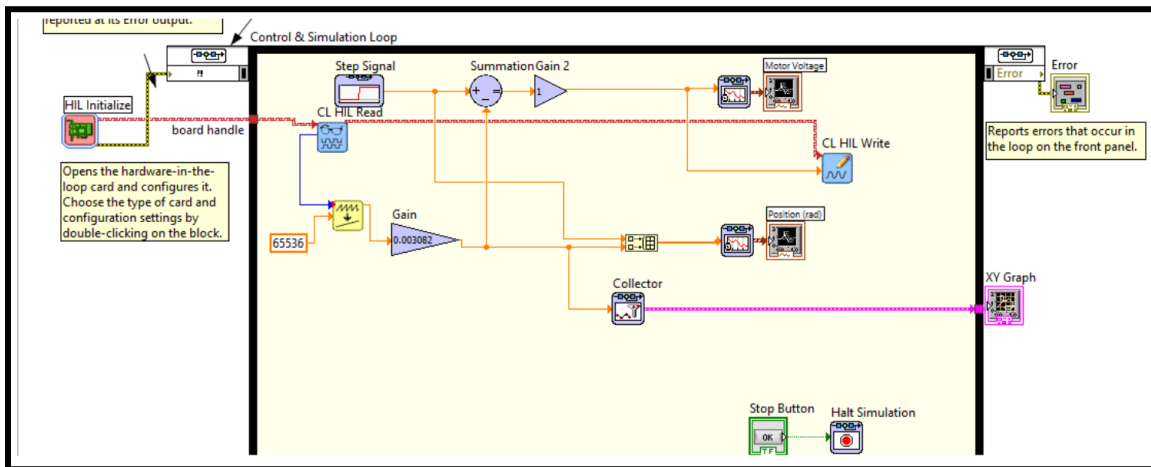 reported at its Error output.
Control & Simulation Loop
?!
Error
Error
HIL Initialize
board handle
Opens the hardware-in-the-
loop card and configures it.
Choose the type of card and
configuration settings by
double-clicking on the block.
Step Signal
Summation
Gain 2
1
Motor Voltage
CL HIL Read
CL HIL Write
Reports errors that occur in
the loop on the front panel.
65536
Gain
0.003082
Position (rad)
Collector
XY Graph
Stop Button
OK
TF
Halt Simulation